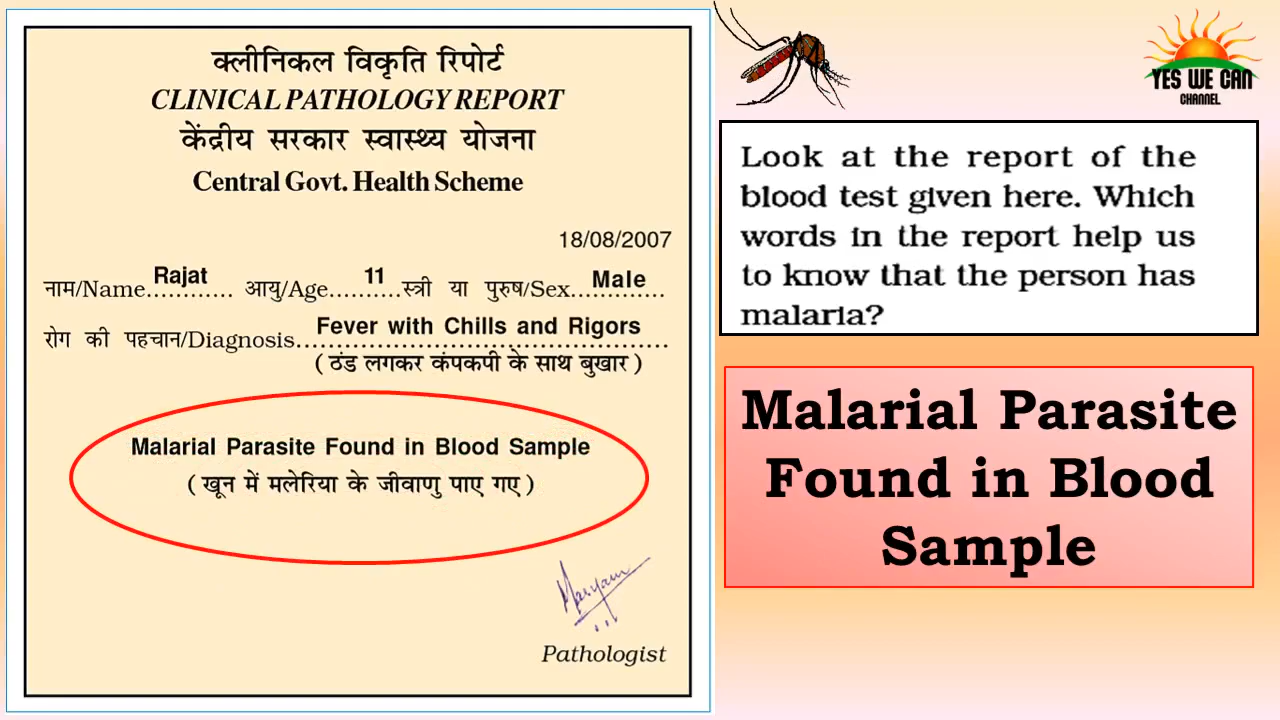 क्लीनिकल विकृति रिपोर्ट
CLINICAL PATHOLOGY REPORT
केंद्रीय सरकार स्वास्थ्य योजना
Central Govt. Health Scheme
18/08/2007
नाम/Name............ Rajat आयु/Age.......... 11 स्त्री या पुरुष/Sex............. Male
रोग की पहचान/Diagnosis............ Fever with Chills and Rigors
( ठंड लगकर कंपकपी के साथ बुखार )
Malarial Parasite Found in Blood Sample
( खून में मलेरिया के जीवाणु पाए गए )
Maryam
Pathologist
YES WE CAN
CHANNEL
Look at the report of the
blood test given here. Which
words in the report help us
to know that the person has
malaria?
Malarial Parasite
Found in Blood
Sample